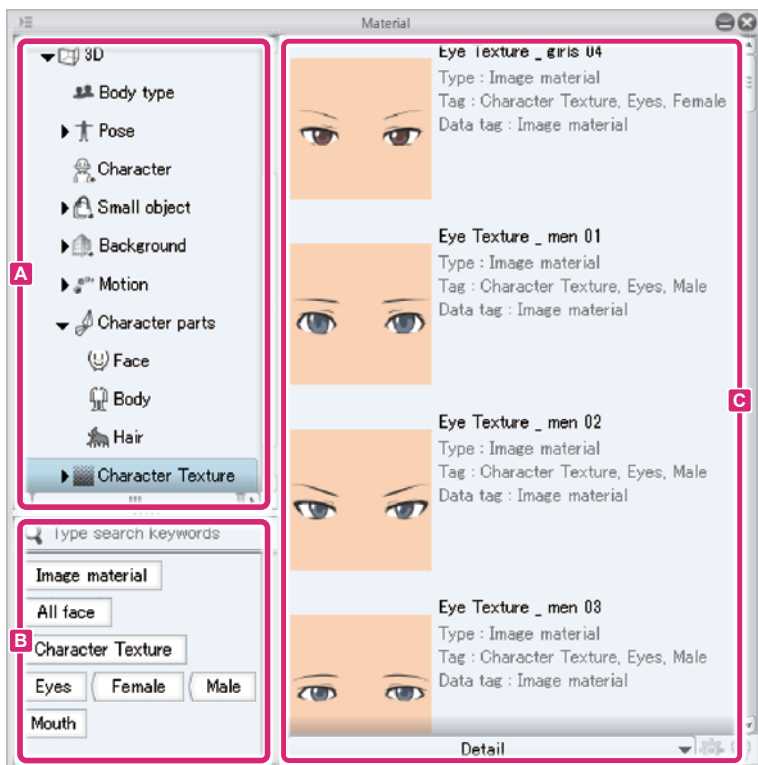 Material
3D
Body type
Pose
Character
Small object
Background
Motion
Character parts
Face
Body
Hair
Character Texture
A
Type search keywords
Image material
All face
Character Texture
Eyes Female Male
Mouth
B
Eye Texture _ girls 04
Type : Image material
Tag : Character Texture, Eyes, Female
Data tag : Image material
Eye Texture _ men 01
Type : Image material
Tag : Character Texture, Eyes, Male
Data tag : Image material
Eye Texture _ men 02
Type : Image material
Tag : Character Texture, Eyes, Male
Data tag : Image material
Eye Texture _ men 03
Type : Image material
Tag : Character Texture, Eyes, Male
Data tag : Image material
C
Detail